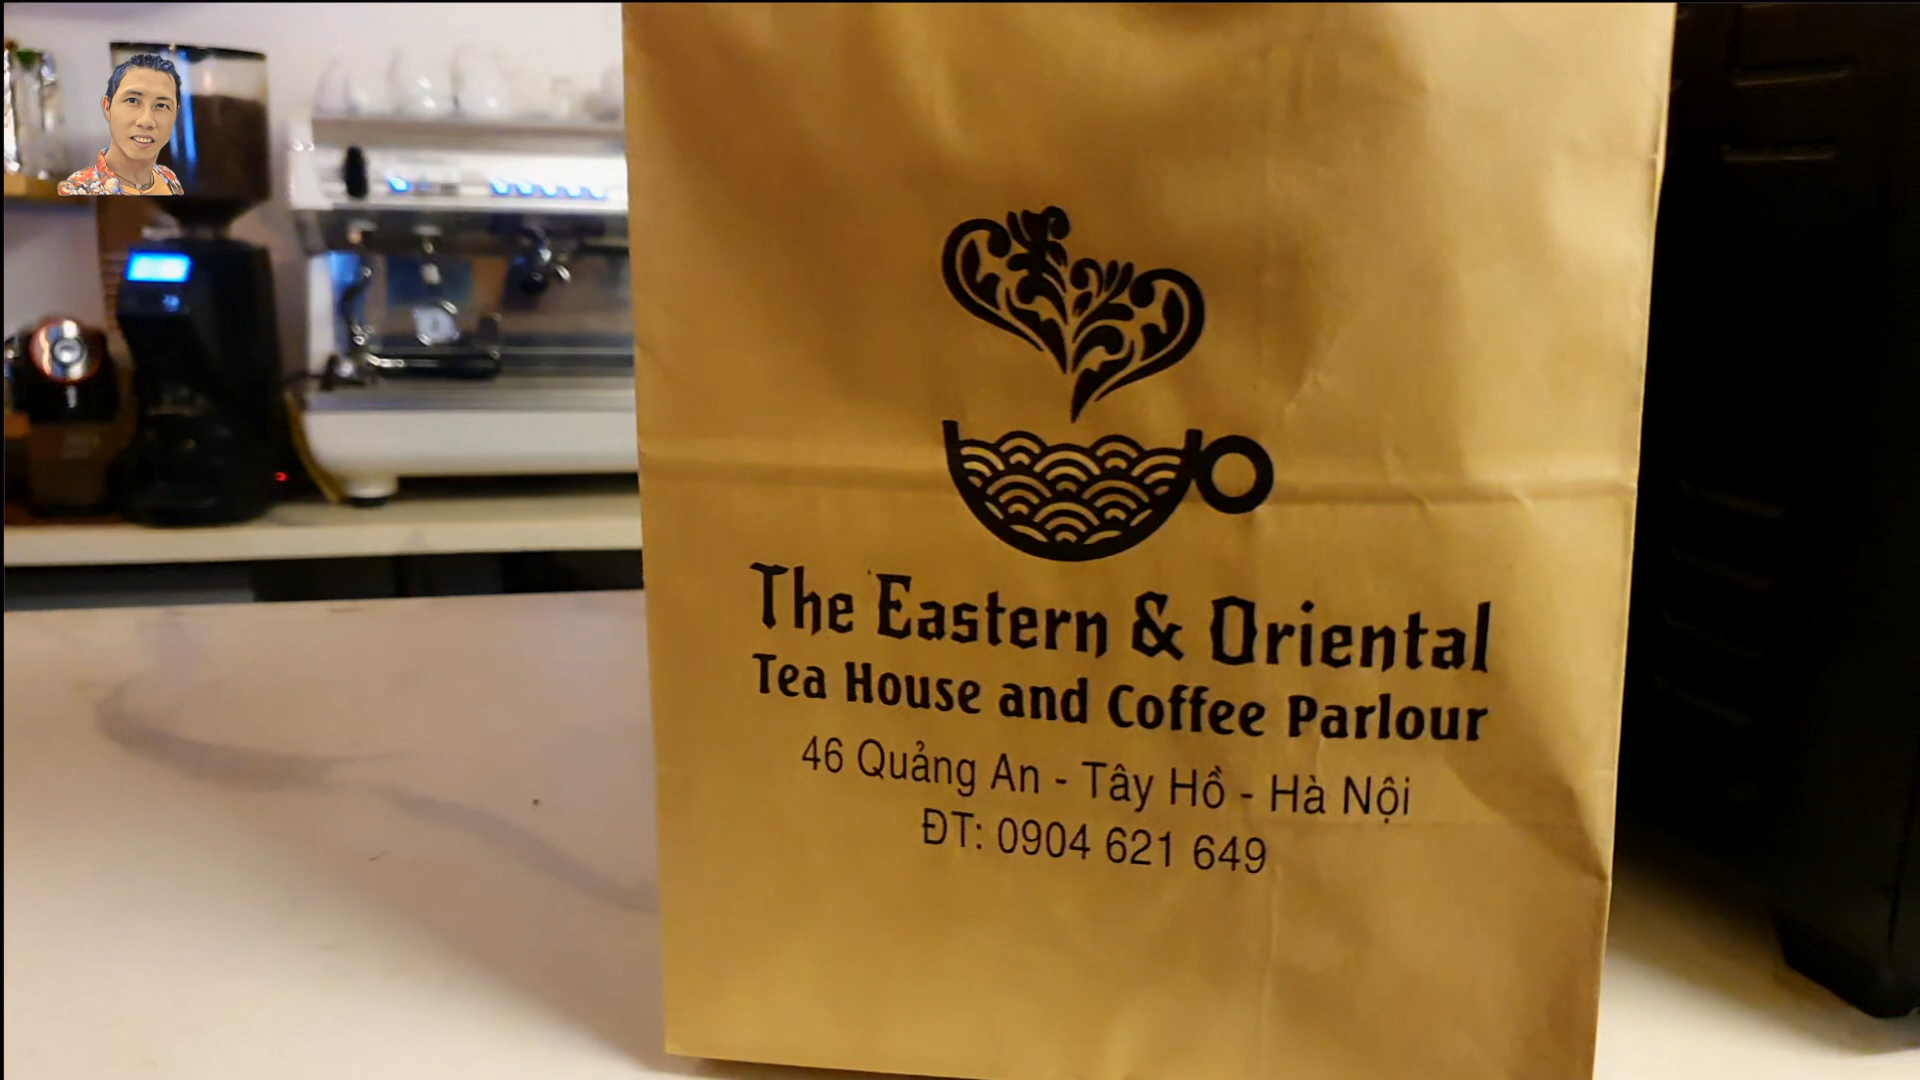 The Eastern & Oriental
Tea House and Coffee Parlour
46 Quảng An - Tây Hồ - Hà Nội
ĐT: 0904 621 649